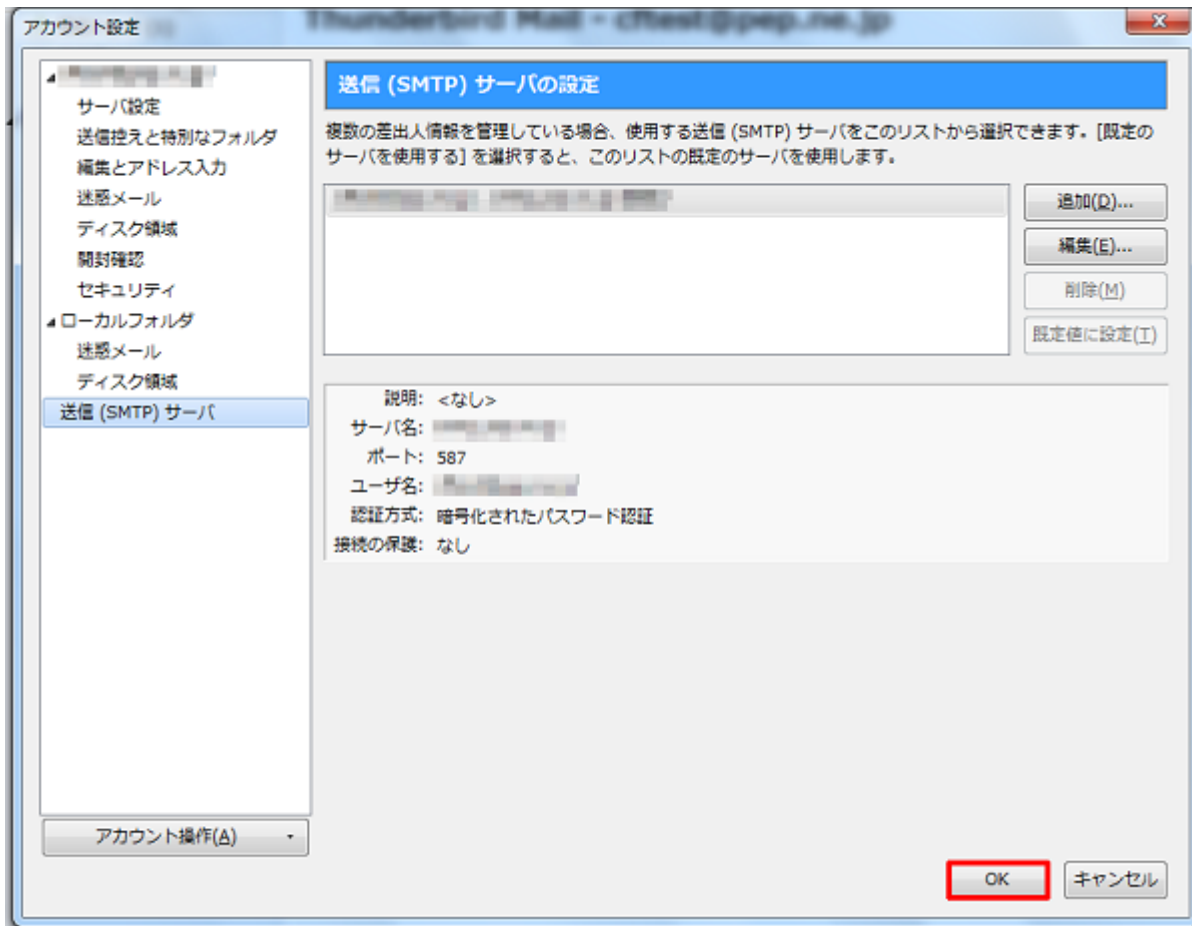 アカウント設定
Thunderbird Mail - cftest@pep.ne.jp
サーバ設定
送信控えと特別なフォルダ
編集とアドレス入力
迷惑メール
ディスク領域
開封確認
セキュリティ
ローカルフォルダ
迷惑メール
ディスク領域
送信 (SMTP) サーバ
アカウント操作(A)
送信 (SMTP) サーバの設定
複数の差出人情報を管理している場合、使用する送信 (SMTP) サーバをこのリストから選択できます。[既定の
サーバを使用する] を選択すると、このリストの既定のサーバを使用します。
追加(D)...
編集(E)...
削除(M)
既定値に設定(T)
説明: <なし>
サーバ名:
ポート: 587
ユーザ名:
認証方式: 暗号化されたパスワード認証
接続の保護: なし
OK
キャンセル